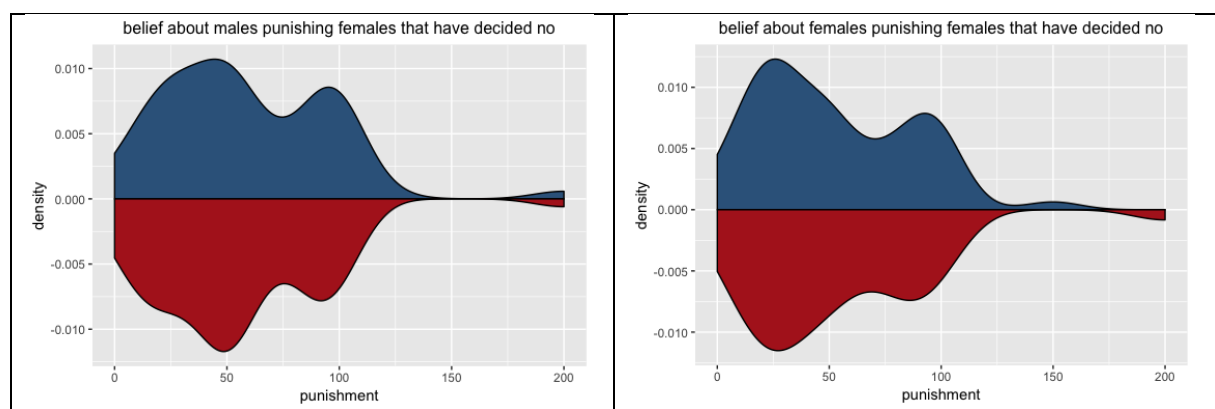 belief about males punishing females that have decided no
0.010
0.005
0.000
-0.005
-0.010
density
0 50 100 150 200
punishment
belief about females punishing females that have decided no
0.010
0.005
0.000
-0.005
-0.010
density
0 50 100 150 200
punishment